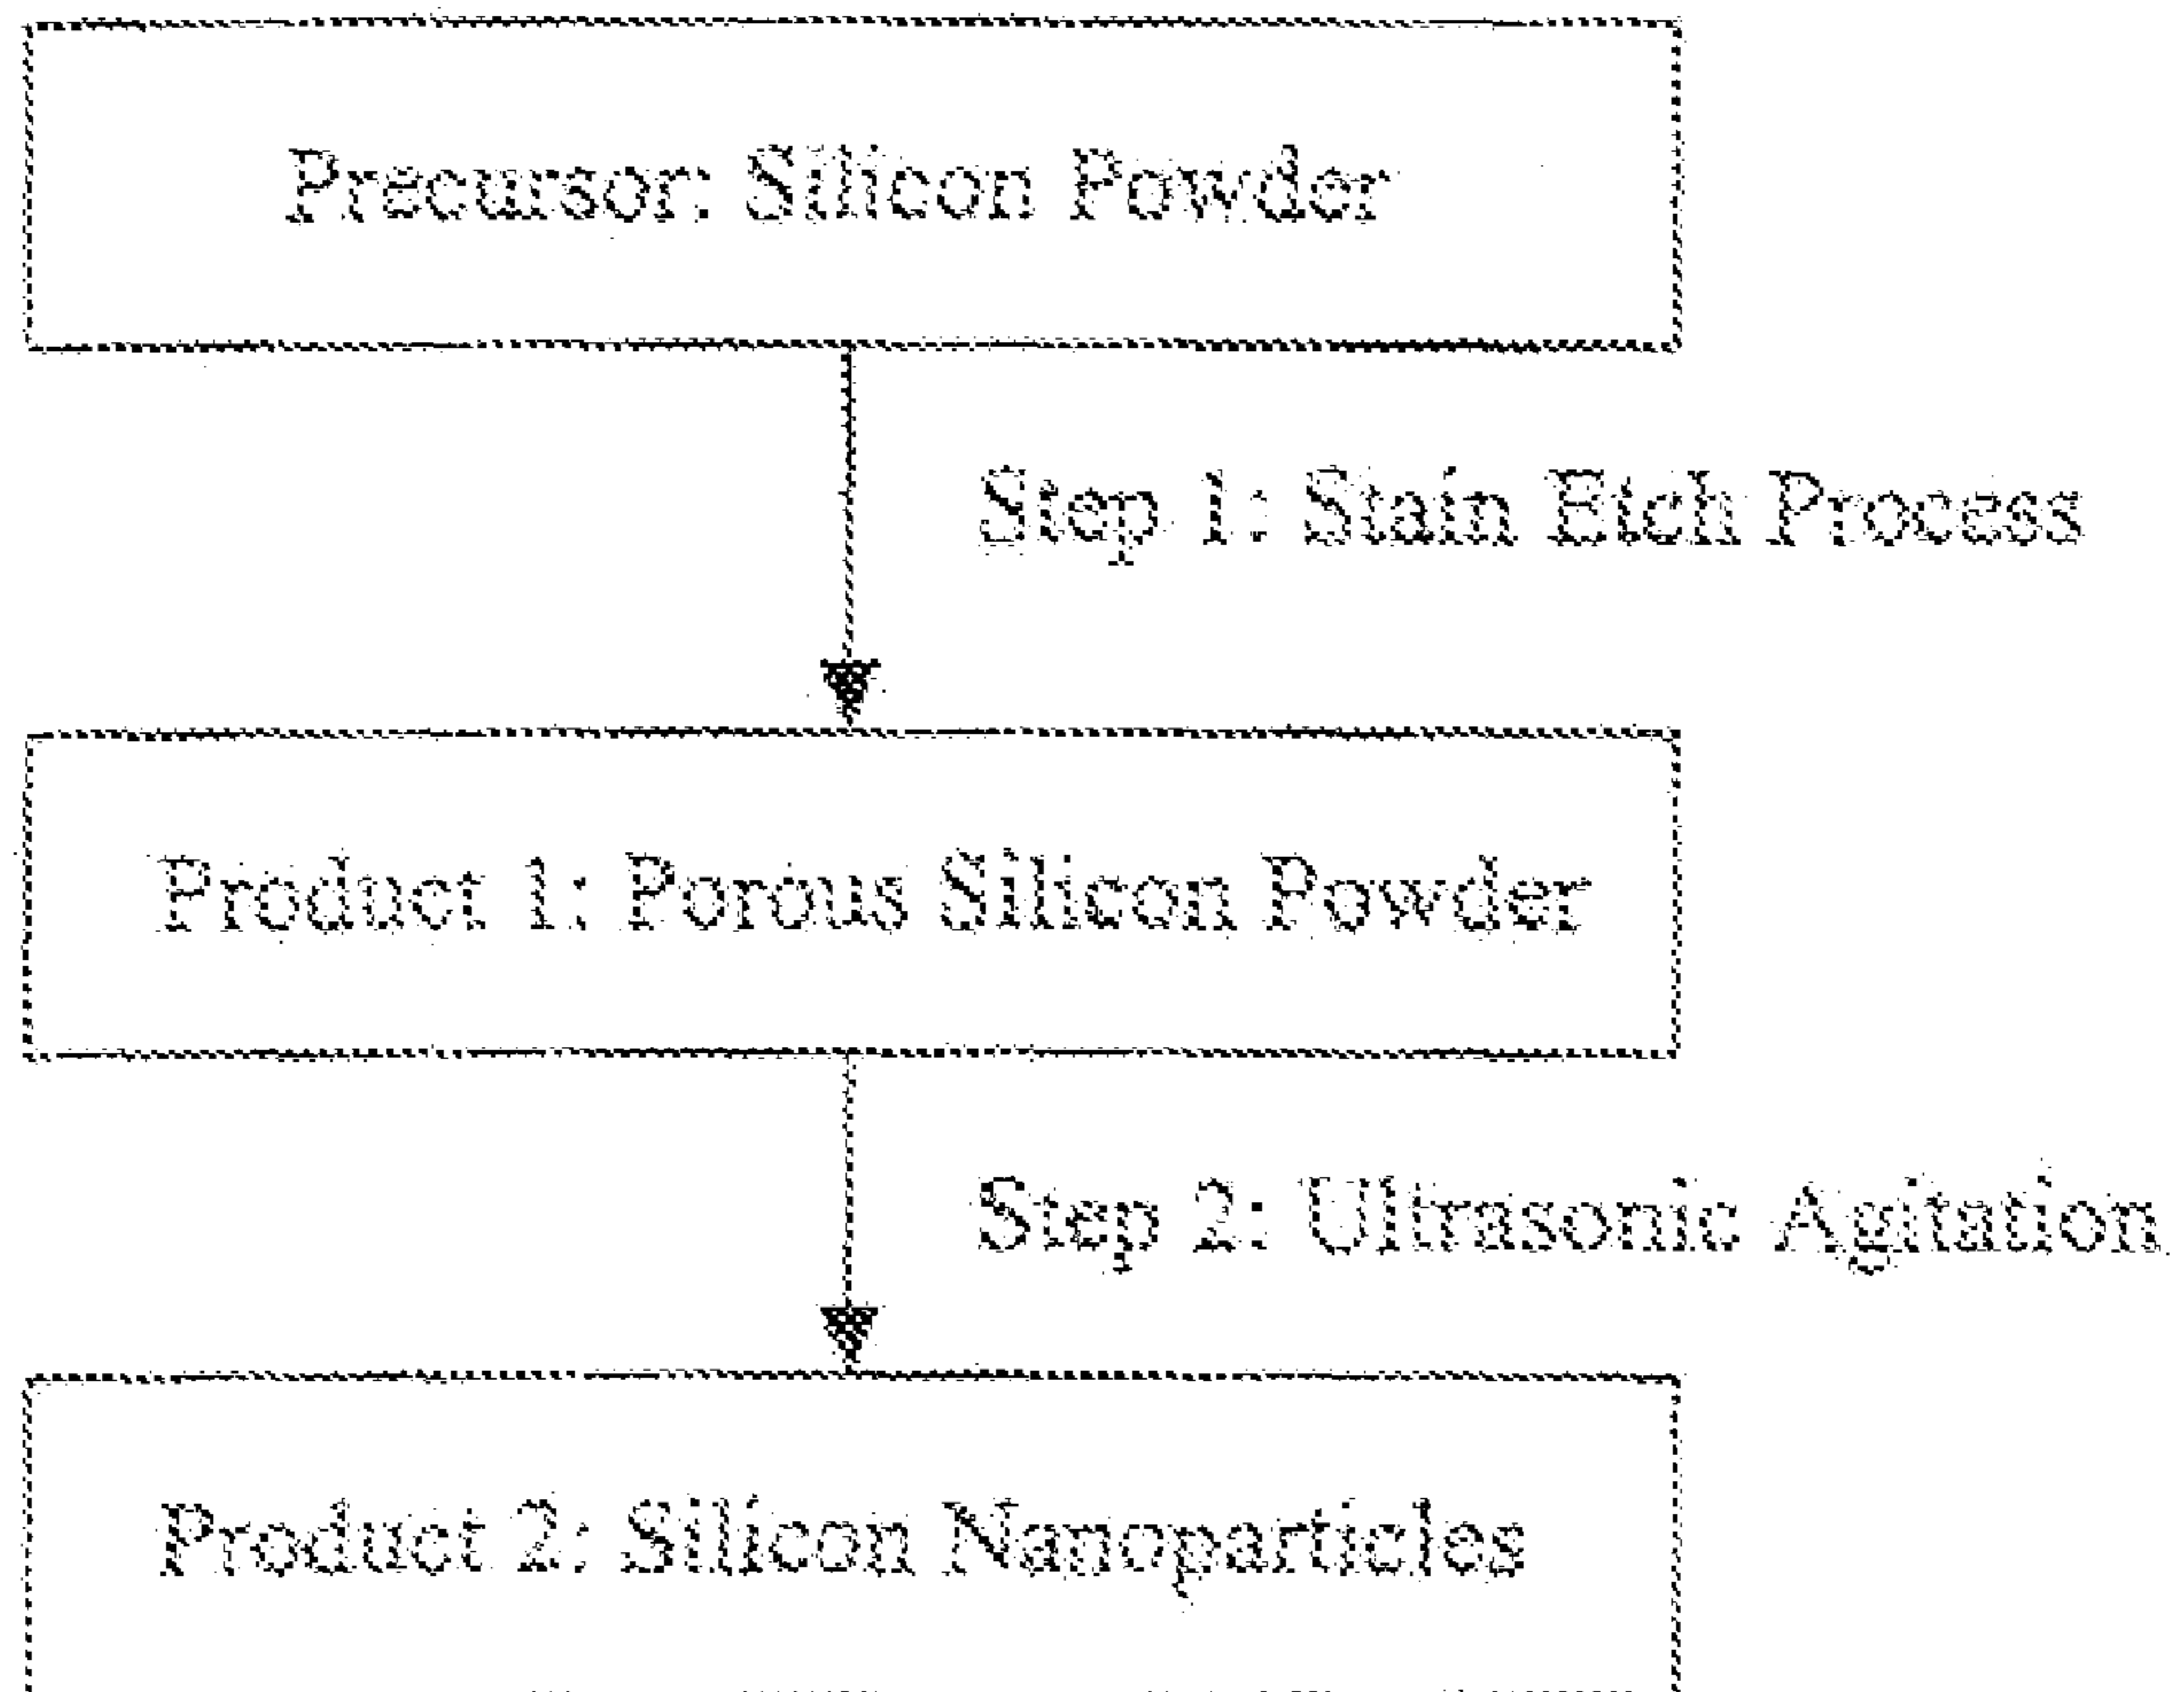 Precursor: Silicon Powder
Step 1: Stain Etch Process
Product 1: Porous Silicon Powder
Step 2: Ultrasonic Agitation
Product 2: Silicon Nanoparticles